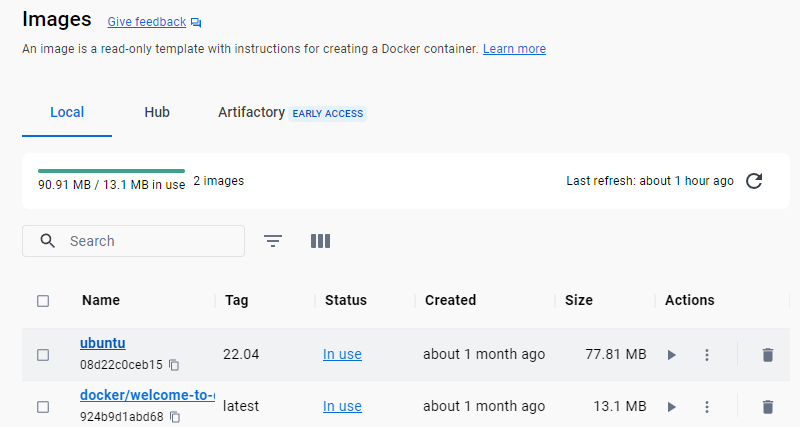 Images Give feedback
An image is a read-only template with instructions for creating a Docker container. Learn more
Local Hub Artifactory EARLY ACCESS
90.91 MB / 13.1 MB in use 2 images Last refresh: about 1 hour ago
Search
Name Tag Status Created Size Actions
ubuntu
08d22c0ceb15 22.04 In use about 1 month ago 77.81 MB
docker/welcome-to-
924b9d1abd68 latest In use about 1 month ago 13.1 MB